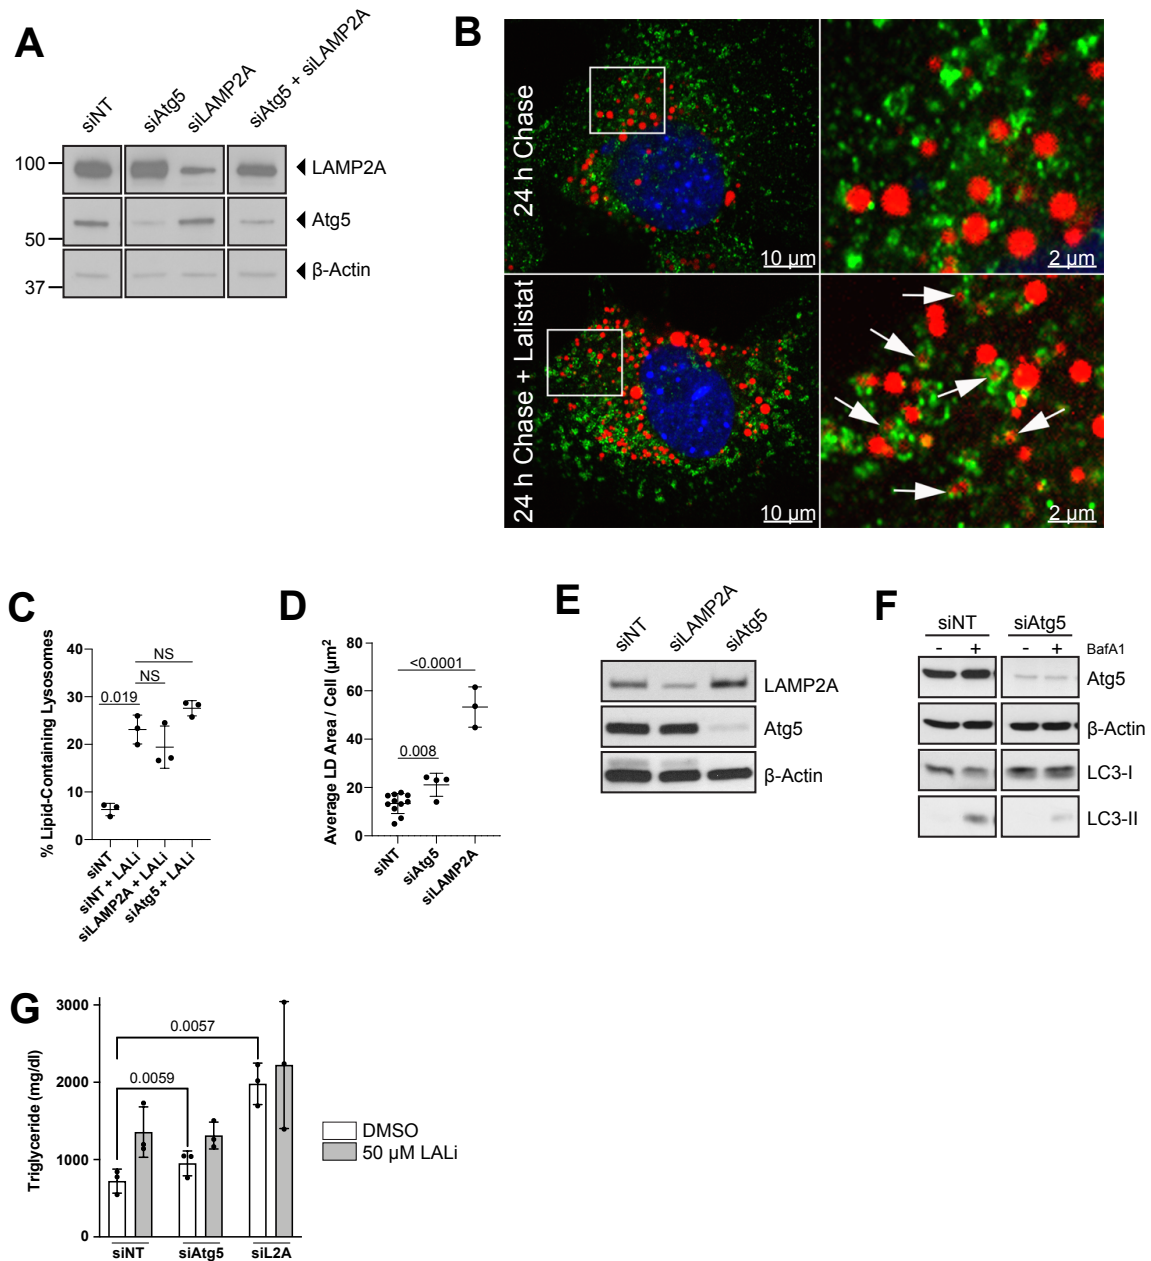 A
siNT
siAtg5
siLAMP2A
siAtg5 + siLAMP2A
100
LAMP2A
Atg5
50
β-Actin
37
B
24 h Chase
10 µm
2 µm
24 h Chase + Lalistat
10 µm
2 µm
C
% Lipid-Containing Lysosomes
40
30
20
10
0
NS
NS
0.019
siNT
siNT + LALi
siLAMP2A + LALi
siAtg5 + LALi
D
Average LD Area / Cell (µm²
80
60
40
20
0
<0.0001
0.008
siNT
siAtg5
siLAMP2A
E
siNT
siLAMP2A
siAtg5
LAMP2A
Atg5
β-Actin
F
siNT siAtg5
- + - + BafA1
Atg5
β-Actin
LC3-I
LC3-II
G
Triglyceride (mg/dl)
3000
2000
1000
0
0.0057
0.0059
DMSO
50 µM LALi
siNT siAtg5 siL2A